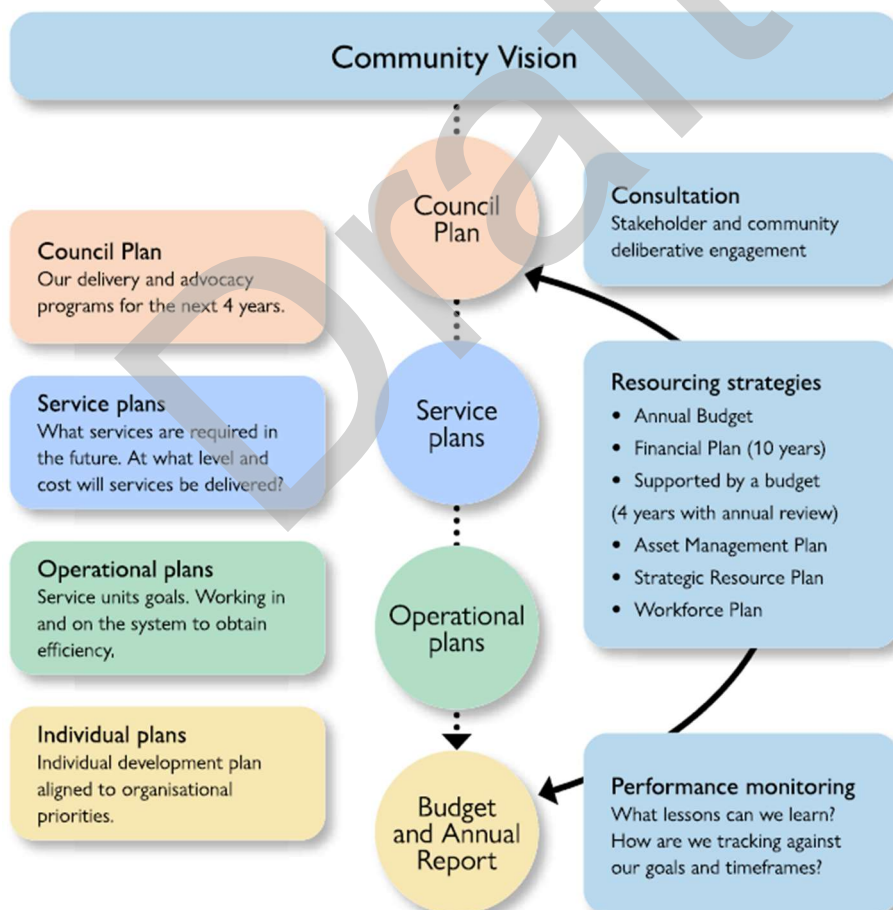 Community Vision
Council
Plan
Consultation
Stakeholder and community
deliberative engagement
Council Plan
Our delivery and advocacy
programs for the next 4 years.
Service
plans
Service plans
What services are required in
the future. At what level and
cost will services be delivered?
Resourcing strategies
• Annual Budget
• Financial Plan (10 years)
• Supported by a budget
(4 years with annual review)
• Asset Management Plan
• Strategic Resource Plan
• Workforce Plan
Operational
plans
Operational plans
Service units goals. Working in
and on the system to obtain
efficiency.
Individual plans
Individual development plan
aligned to organisational
priorities.
Budget
and Annual
Report
Performance monitoring
What lessons can we learn?
How are we tracking against
our goals and timeframes?
Draft